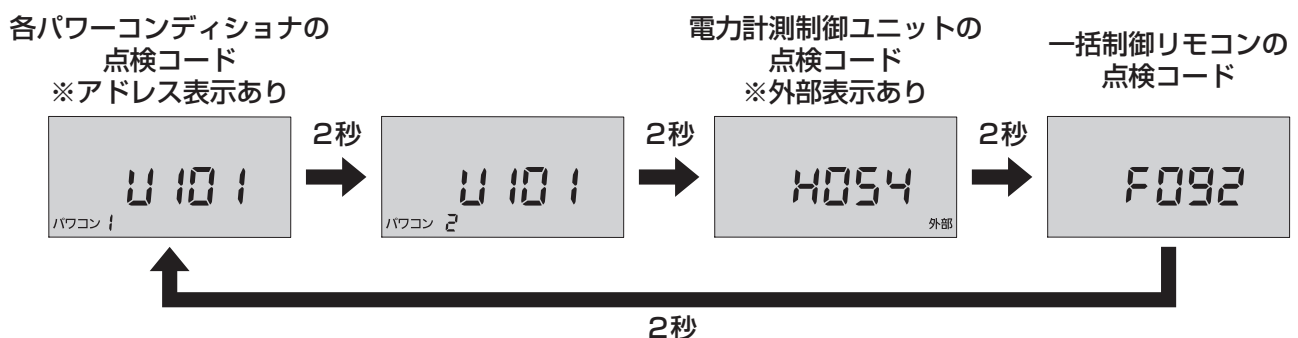 各パワーコンディショナの
点検コード
※アドレス表示あり
電力計測制御ユニットの
点検コード
※外部表示あり
一括制御リモコンの
点検コード
U101
パワコン 1
2秒
U101
パワコン 2
2秒
H054
外部
2秒
F092
2秒